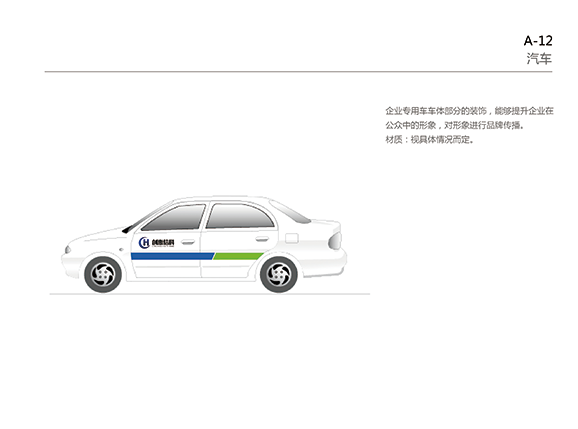 A-12
汽车
企业专用车车体部分的装饰，能够提升企业在
公众中的形象，对形象进行品牌传播。
材质：视具体情况而定。